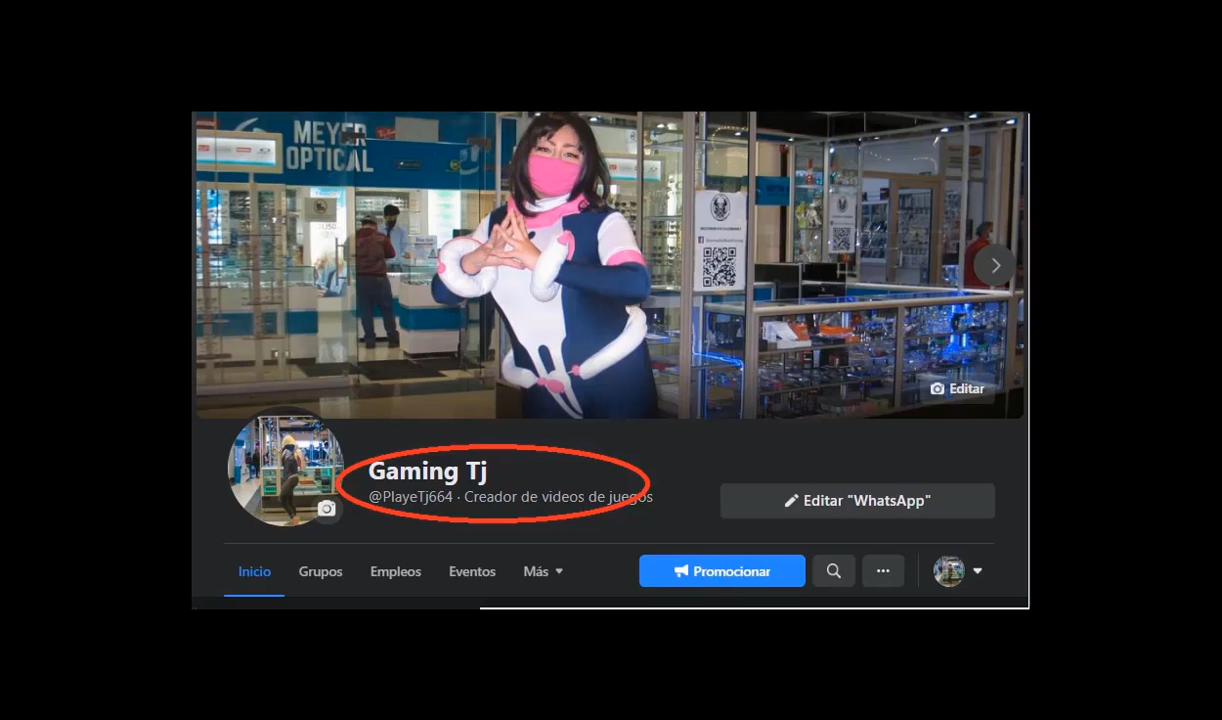 MEYER
OPTICAL
Editar
Gaming Tj
@PlayeTj664 · Creador de videos de juegos
Editar "WhatsApp"
Inicio
Grupos
Empleos
Eventos
Más
Promocionar